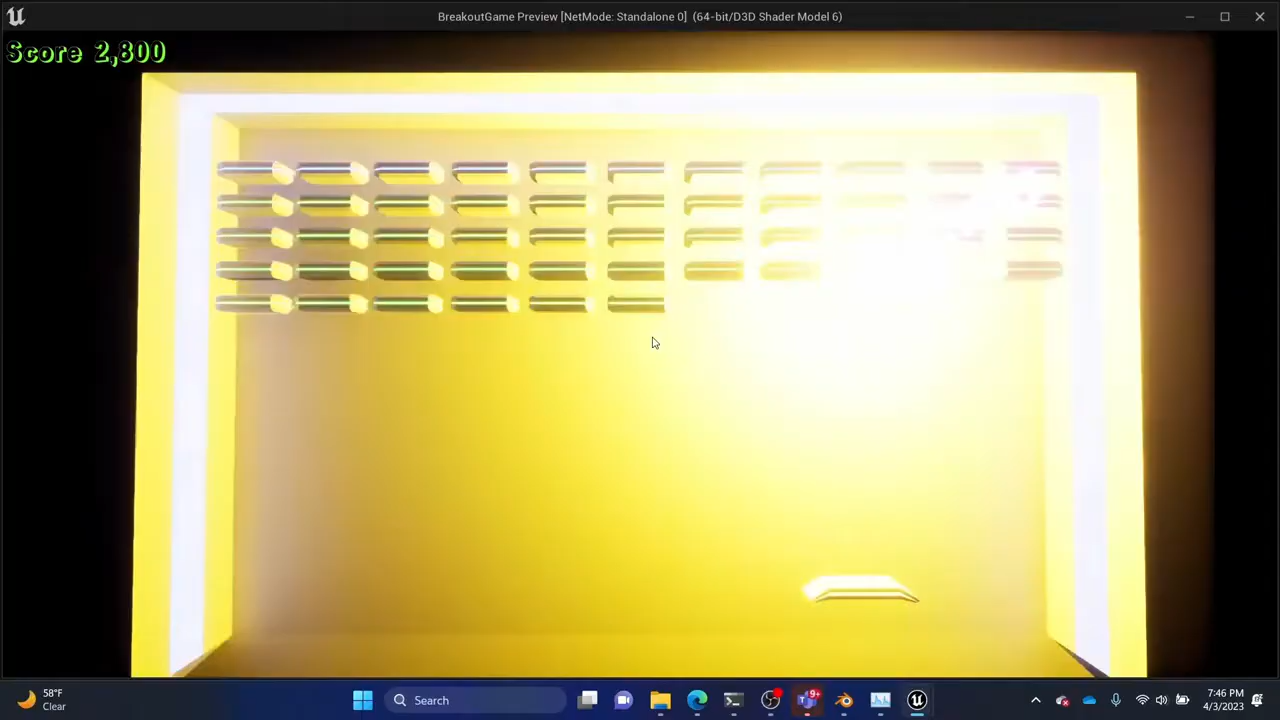 BreakoutGame Preview [NetMode: Standalone 0] (64-bit/D3D Shader Model 6)
Score 2,800
58°F
Clear
Search
9+
7:46 PM
4/3/2023